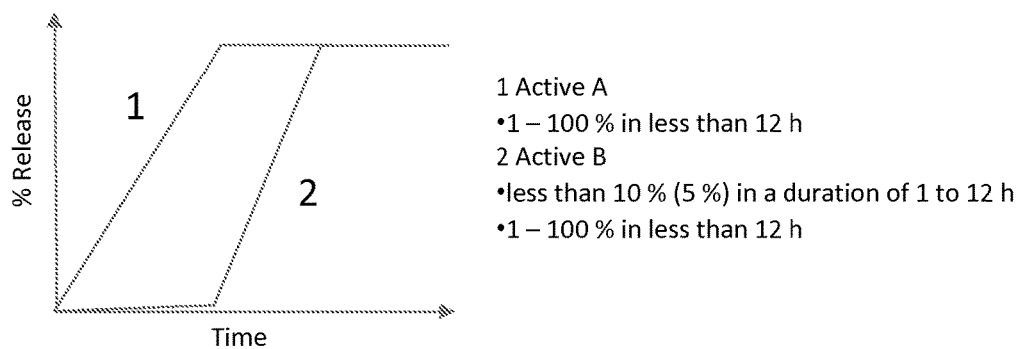 1
2
% Release
Time
1 Active A
•1 – 100 % in less than 12 h
2 Active B
•less than 10 % (5 %) in a duration of 1 to 12 h
•1 – 100 % in less than 12 h